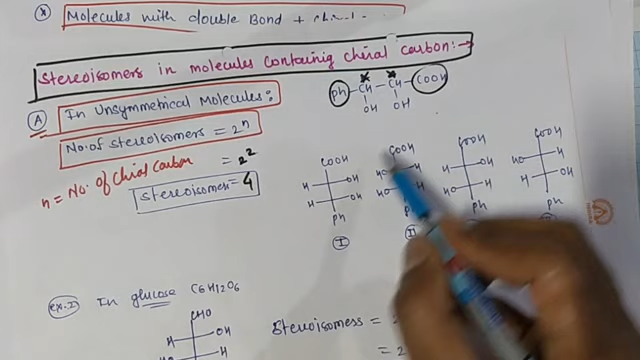 Molecules with double Bond +
Stereoisomers in molecules containing chiral carbon:→
Ph-CH-CH-COOH
OH OH
A In Unsymmetrical Molecules:
No. of stereoisomers = 2^n
n = No. of chiral carbon = 2^2
Stereoisomers = 4
COOH COOH COOH COOH
H OH HO H H OH HO H
H OH HO H HO H H OH
Ph Ph Ph Ph
I II
ex.I In glucose C6H12O6
CHO
H OH
HO H
Stereoisomess =
= 2